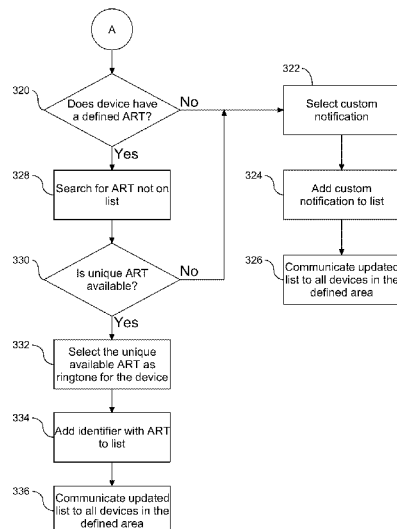 A
320
Does device have
a defined ART?
No
Yes
322
Select custom
notification
328
Search for ART not on
list
324
Add custom
notification to list
330
Is unique ART
available?
No
Yes
326
Communicate updated
list to all devices in the
defined area
332
Select the unique
available ART as
ringtone for the device
334
Add identifier with ART
to list
336
Communicate updated
list to all devices in the
defined area